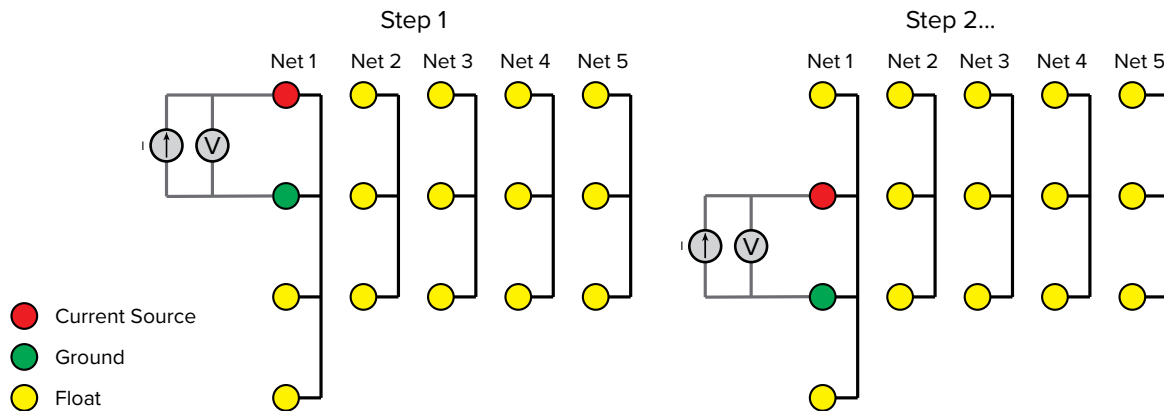 Step 1
Net 1 Net 2 Net 3 Net 4 Net 5
I V
Current Source
Ground
Float
Step 2...
Net 1 Net 2 Net 3 Net 4 Net 5
I V